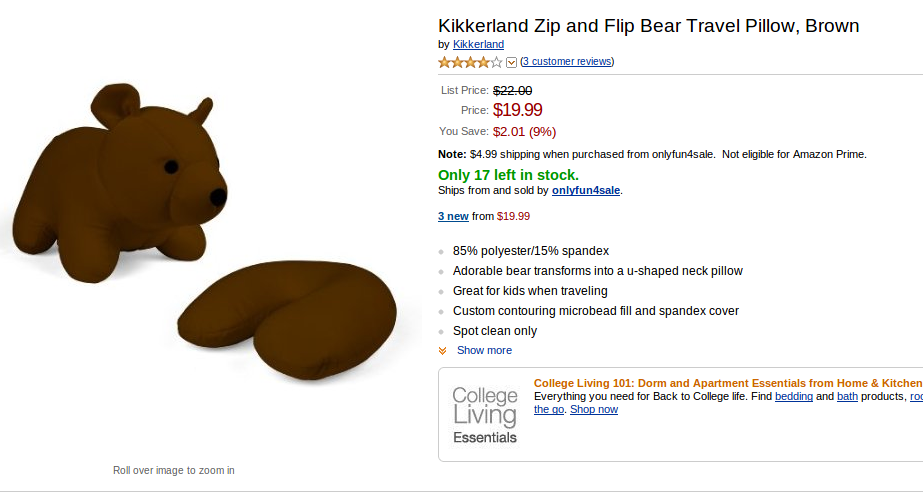 Kikkerland Zip and Flip Bear Travel Pillow, Brown
by Kikkerland
(3 customer reviews)
List Price: $22.00
Price: $19.99
You Save: $2.01 (9%)
Note: $4.99 shipping when purchased from onlyfun4sale. Not eligible for Amazon Prime.
Only 17 left in stock.
Ships from and sold by onlyfun4sale.
3 new from $19.99
85% polyester/15% spandex
Adorable bear transforms into a u-shaped neck pillow
Great for kids when traveling
Custom contouring microbead fill and spandex cover
Spot clean only
Show more
College Living Essentials
College Living 101: Dorm and Apartment Essentials from Home & Kitchen
Everything you need for Back to College life. Find bedding and bath products,
the go. Shop now
Roll over image to zoom in